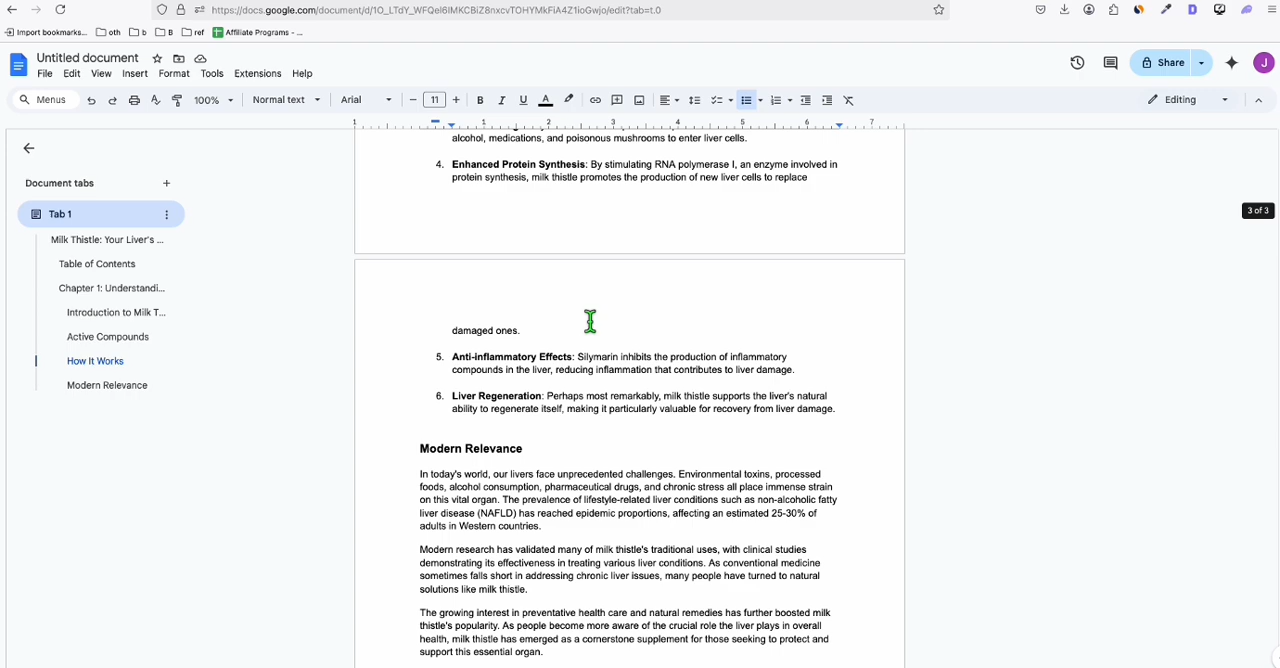 https://docs.google.com/document/d/1O_LTdY_WFQel6IMKCBiZ8nxcvTOHYMkFiA4Z1ioGwjo/edit?tab=t.0
Import bookmarks...
oth
b
B
ref
Affiliate Programs - ...
Untitled document
File Edit View Insert Format Tools Extensions Help
Share
J
Menus
100%
Normal text
Arial
11
Editing
1 1 2 3 4 5 6 7
Document tabs
Tab 1
Milk Thistle: Your Liver's ...
Table of Contents
Chapter 1: Understandi...
Introduction to Milk T...
Active Compounds
How It Works
Modern Relevance
3 of 3
alcohol, medications, and poisonous mushrooms to enter liver cells.
4. Enhanced Protein Synthesis: By stimulating RNA polymerase I, an enzyme involved in
protein synthesis, milk thistle promotes the production of new liver cells to replace
damaged ones.
5. Anti-inflammatory Effects: Silymarin inhibits the production of inflammatory
compounds in the liver, reducing inflammation that contributes to liver damage.
6. Liver Regeneration: Perhaps most remarkably, milk thistle supports the liver's natural
ability to regenerate itself, making it particularly valuable for recovery from liver damage.
Modern Relevance
In today's world, our livers face unprecedented challenges. Environmental toxins, processed
foods, alcohol consumption, pharmaceutical drugs, and chronic stress all place immense strain
on this vital organ. The prevalence of lifestyle-related liver conditions such as non-alcoholic fatty
liver disease (NAFLD) has reached epidemic proportions, affecting an estimated 25-30% of
adults in Western countries.
Modern research has validated many of milk thistle's traditional uses, with clinical studies
demonstrating its effectiveness in treating various liver conditions. As conventional medicine
sometimes falls short in addressing chronic liver issues, many people have turned to natural
solutions like milk thistle.
The growing interest in preventative health care and natural remedies has further boosted milk
thistle's popularity. As people become more aware of the crucial role the liver plays in overall
health, milk thistle has emerged as a cornerstone supplement for those seeking to protect and
support this essential organ.